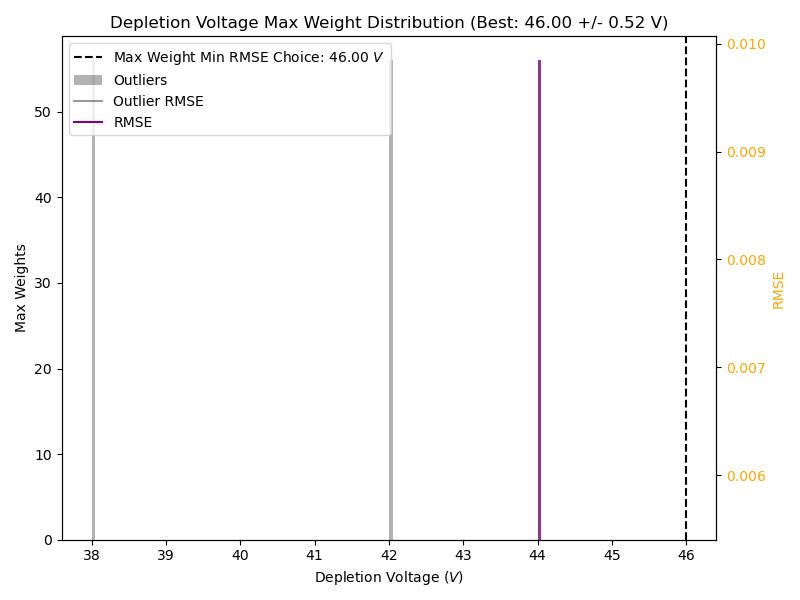 Depletion Voltage Max Weight Distribution (Best: 46.00 +/- 0.52 V)
Max Weight Min RMSE Choice: 46.00 V
Outliers
Outlier RMSE
RMSE
Max Weights
0
10
20
30
40
50
0.010
0.009
0.008
0.007
0.006
RMSE
38 39 40 41 42 43 44 45 46
Depletion Voltage (V)